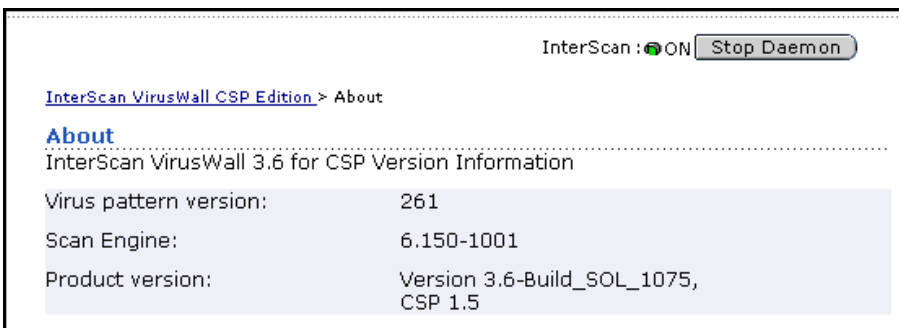 InterScan : ON Stop Daemon
InterScan VirusWall CSP Edition > About
About
InterScan VirusWall 3.6 for CSP Version Information
Virus pattern version: 261
Scan Engine: 6.150-1001
Product version: Version 3.6-Build_SOL_1075,
CSP 1.5